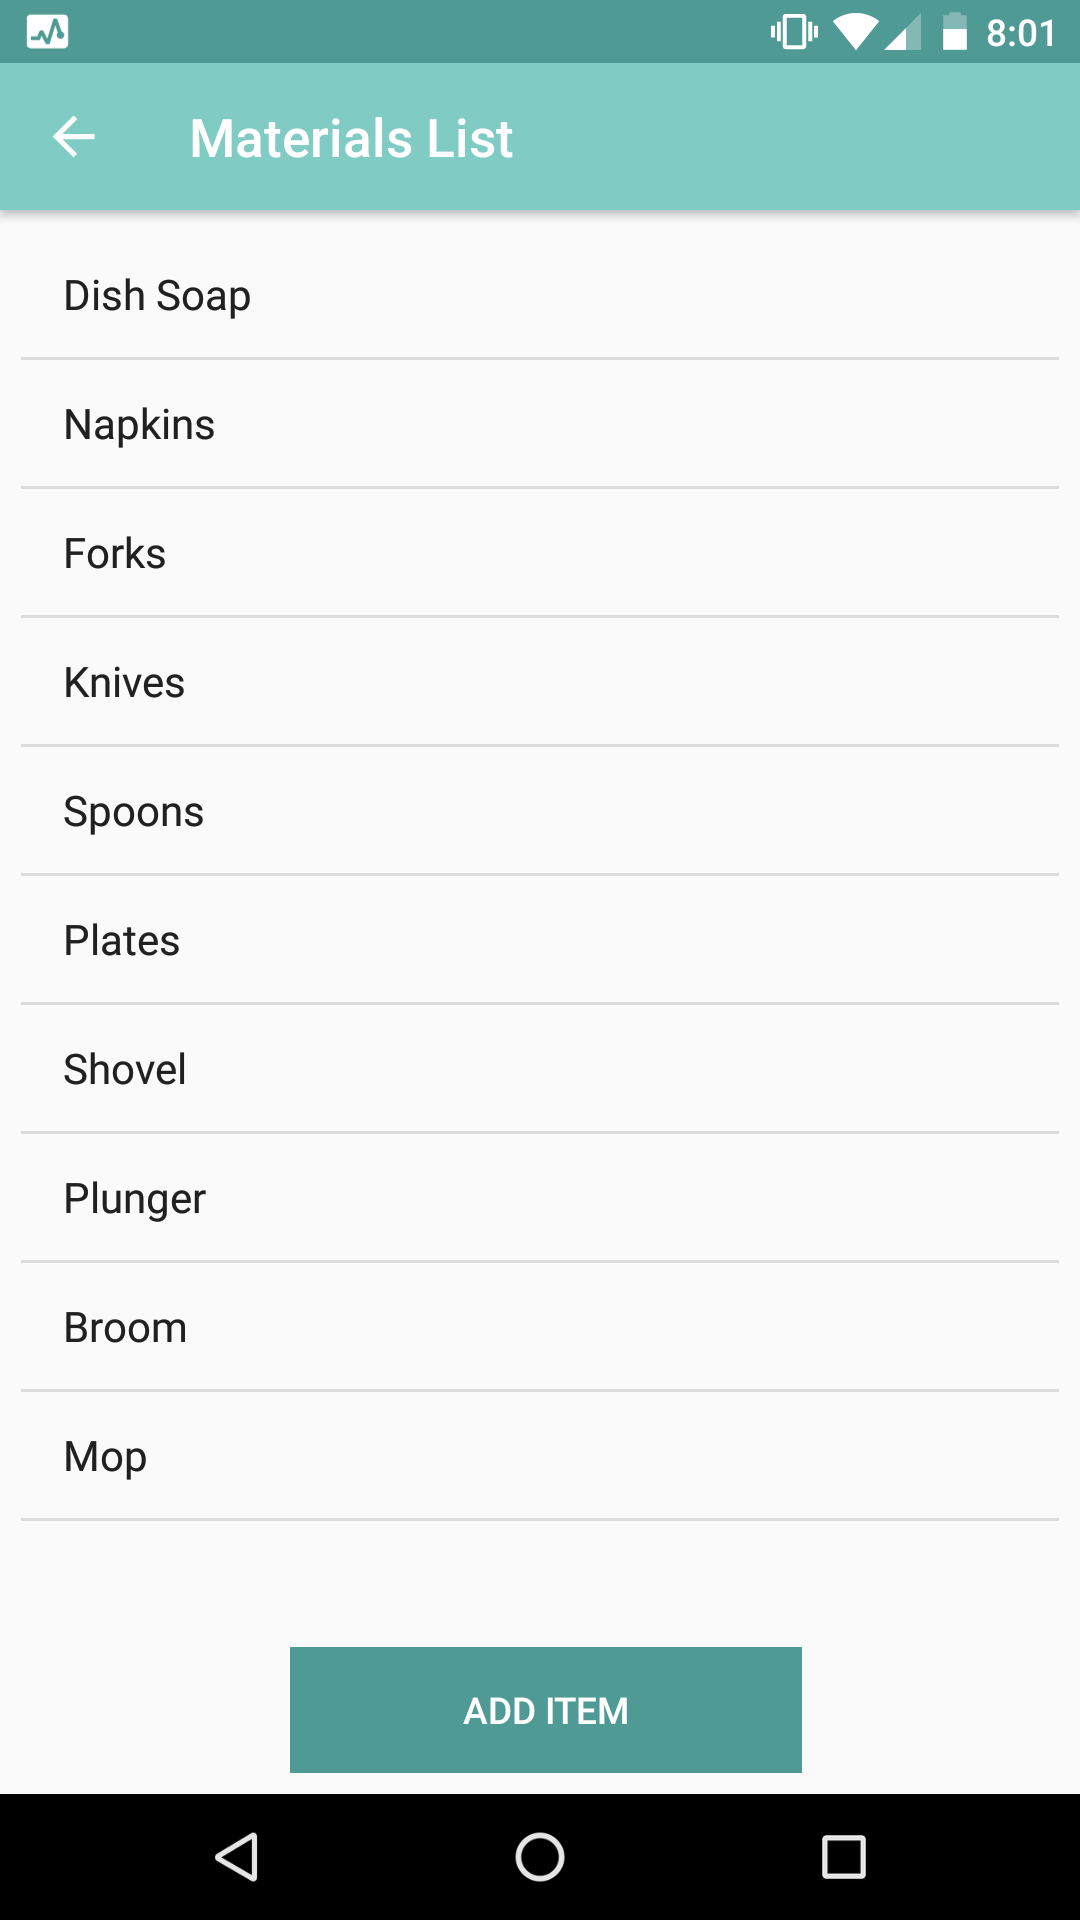 8:01
Materials List
Dish Soap
Napkins
Forks
Knives
Spoons
Plates
Shovel
Plunger
Broom
Mop
ADD ITEM